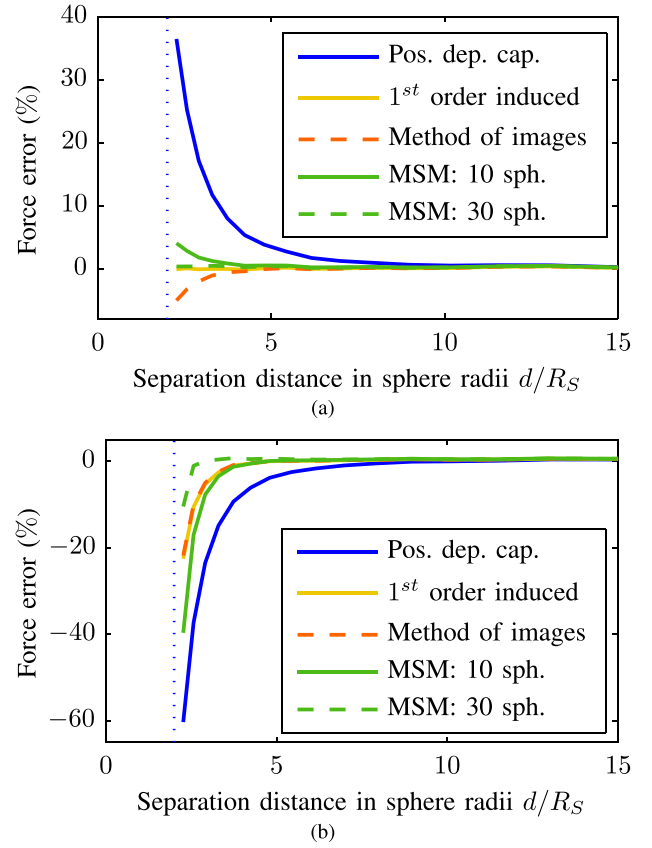 40
30
20
10
0
Force error (%)
Pos. dep. cap.
1st order induced
Method of images
MSM: 10 sph.
MSM: 30 sph.
0 5 10 15
Separation distance in sphere radii d/RS
(a)
0
−20
−40
−60
Force error (%)
Pos. dep. cap.
1st order induced
Method of images
MSM: 10 sph.
MSM: 30 sph.
0 5 10 15
Separation distance in sphere radii d/RS
(b)